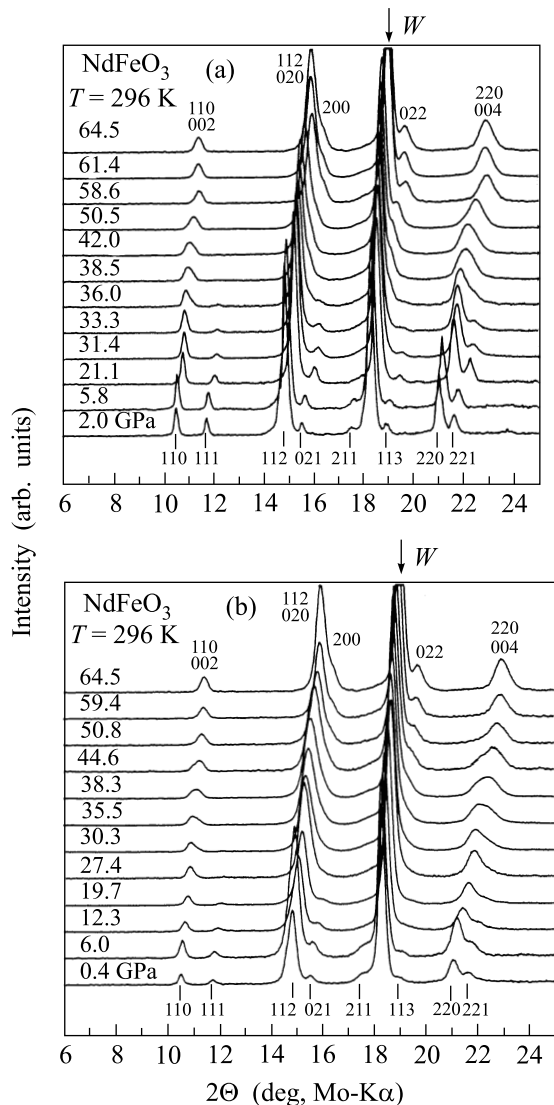 W
NdFeO3
(a)
T = 296 K
112
020
110
002
200
022
220
004
64.5
61.4
58.6
50.5
42.0
38.5
36.0
33.3
31.4
21.1
5.8
2.0 GPa
110 111 112 021 211 113 220 221
6 8 10 12 14 16 18 20 22 24
Intensity (arb. units)
W
NdFeO3
(b)
T = 296 K
112
020
110
002
200
022
220
004
64.5
59.4
50.8
44.6
38.3
35.5
30.3
27.4
19.7
12.3
6.0
0.4 GPa
110 111 112 021 211 113 220 221
6 8 10 12 14 16 18 20 22 24
2Θ (deg, Mo-Kα)